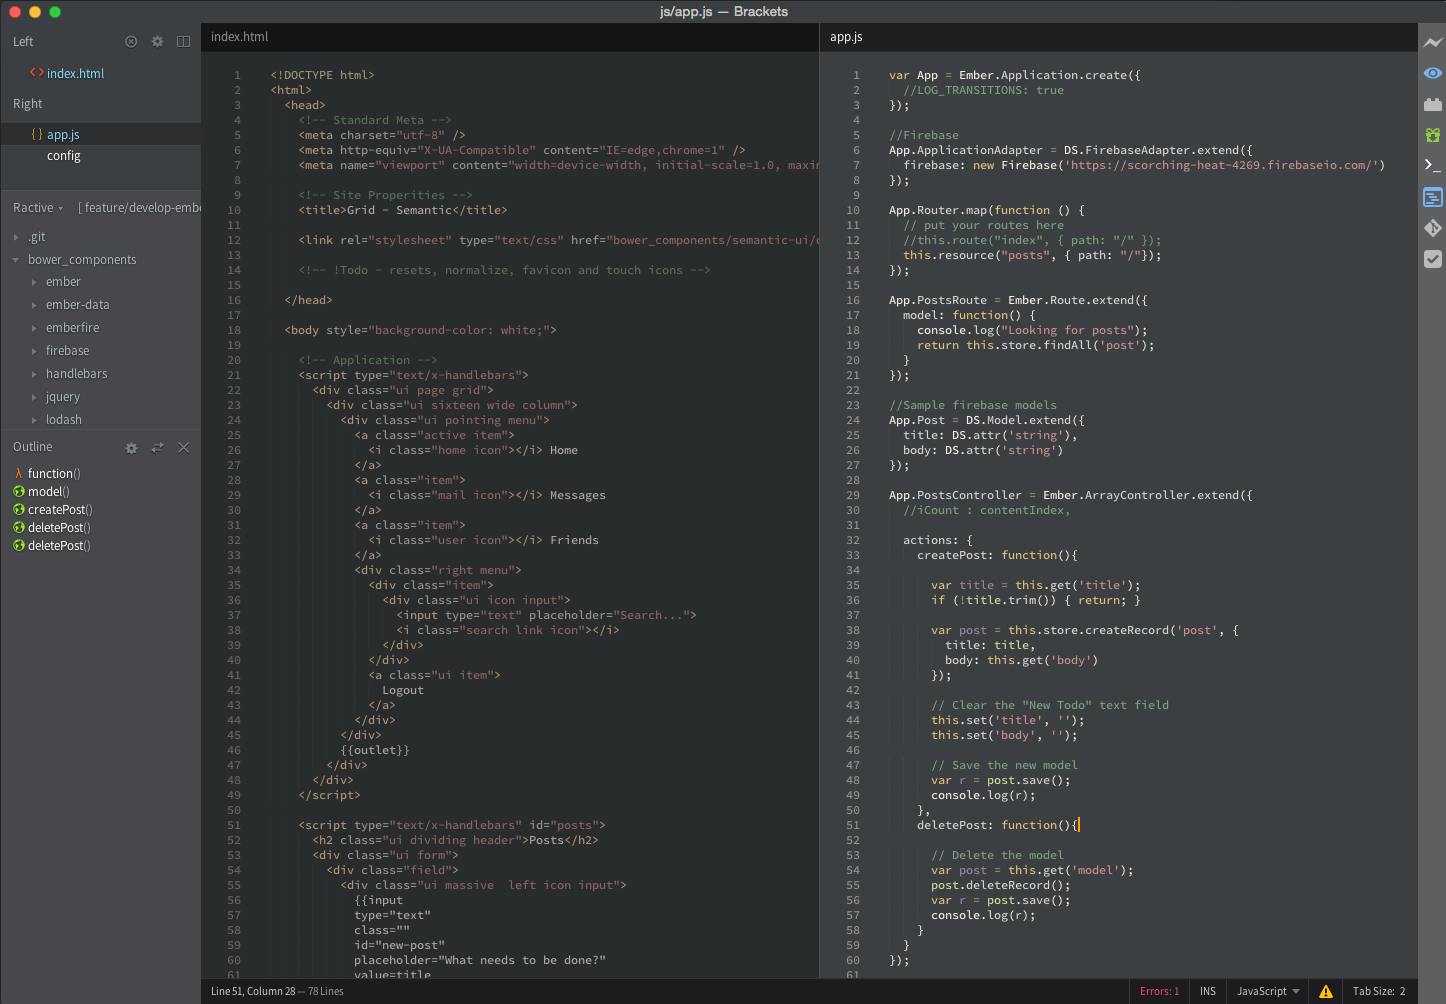 js/app.js — Brackets
Left
index.html
Right
app.js
config
Ractive
[ feature/develop-embe
.git
bower_components
ember
ember-data
emberfire
firebase
handlebars
jquery
lodash
Outline
λ function()
model()
createPost()
deletePost()
deletePost()
index.html
1 <!DOCTYPE html>
2 <html>
3 <head>
4 <!-- Standard Meta -->
5 <meta charset="utf-8" />
6 <meta http-equiv="X-UA-Compatible" content="IE=edge,chrome=1" />
7 <meta name="viewport" content="width=device-width, initial-scale=1.0, maxim
8
9 <!-- Site Properities -->
10 <title>Grid - Semantic</title>
11
12 <link rel="stylesheet" type="text/css" href="bower_components/semantic-ui/
13
14 <!-- !Todo - resets, normalize, favicon and touch icons -->
15
16 </head>
17
18 <body style="background-color: white;">
19
20 <!-- Application -->
21 <script type="text/x-handlebars">
22 <div class="ui page grid">
23 <div class="ui sixteen wide column">
24 <div class="ui pointing menu">
25 <a class="active item">
26 <i class="home icon"></i> Home
27 </a>
28 <a class="item">
29 <i class="mail icon"></i> Messages
30 </a>
31 <a class="item">
32 <i class="user icon"></i> Friends
33 </a>
34 <div class="right menu">
35 <div class="item">
36 <div class="ui icon input">
37 <input type="text" placeholder="Search...">
38 <i class="search link icon"></i>
39 </div>
40 </div>
41 <a class="ui item">
42 Logout
43 </a>
44 </div>
45 </div>
46 {{outlet}}
47 </div>
48 </div>
49 </script>
50
51 <script type="text/x-handlebars" id="posts">
52 <h2 class="ui dividing header">Posts</h2>
53 <div class="ui form">
54 <div class="field">
55 <div class="ui massive  left icon input">
56 {{input
57 type="text"
58 class=""
59 id="new-post"
60 placeholder="What needs to be done?"
61 value=title
app.js
1 var App = Ember.Application.create({
2 //LOG_TRANSITIONS: true
3 });
4
5 //Firebase
6 App.ApplicationAdapter = DS.FirebaseAdapter.extend({
7 firebase: new Firebase('https://scorching-heat-4269.firebaseio.com/')
8 });
9
10 App.Router.map(function () {
11 // put your routes here
12 //this.route("index", { path: "/" });
13 this.resource("posts", { path: "/"});
14 });
15
16 App.PostsRoute = Ember.Route.extend({
17 model: function() {
18 console.log("Looking for posts");
19 return this.store.findAll('post');
20 }
21 });
22
23 //Sample firebase models
24 App.Post = DS.Model.extend({
25 title: DS.attr('string'),
26 body: DS.attr('string')
27 });
28
29 App.PostsController = Ember.ArrayController.extend({
30 //iCount : contentIndex,
31
32 actions: {
33 createPost: function(){
34
35 var title = this.get('title');
36 if (!title.trim()) { return; }
37
38 var post = this.store.createRecord('post', {
39 title: title,
40 body: this.get('body')
41 });
42
43 // Clear the "New Todo" text field
44 this.set('title', '');
45 this.set('body', '');
46
47 // Save the new model
48 var r = post.save();
49 console.log(r);
50 },
51 deletePost: function(){
52
53 // Delete the model
54 var post = this.get('model');
55 post.deleteRecord();
56 var r = post.save();
57 console.log(r);
58 }
59 }
60 });
61
Line 51, Column 28 — 78 Lines
Errors: 1
INS
JavaScript
Tab Size: 2